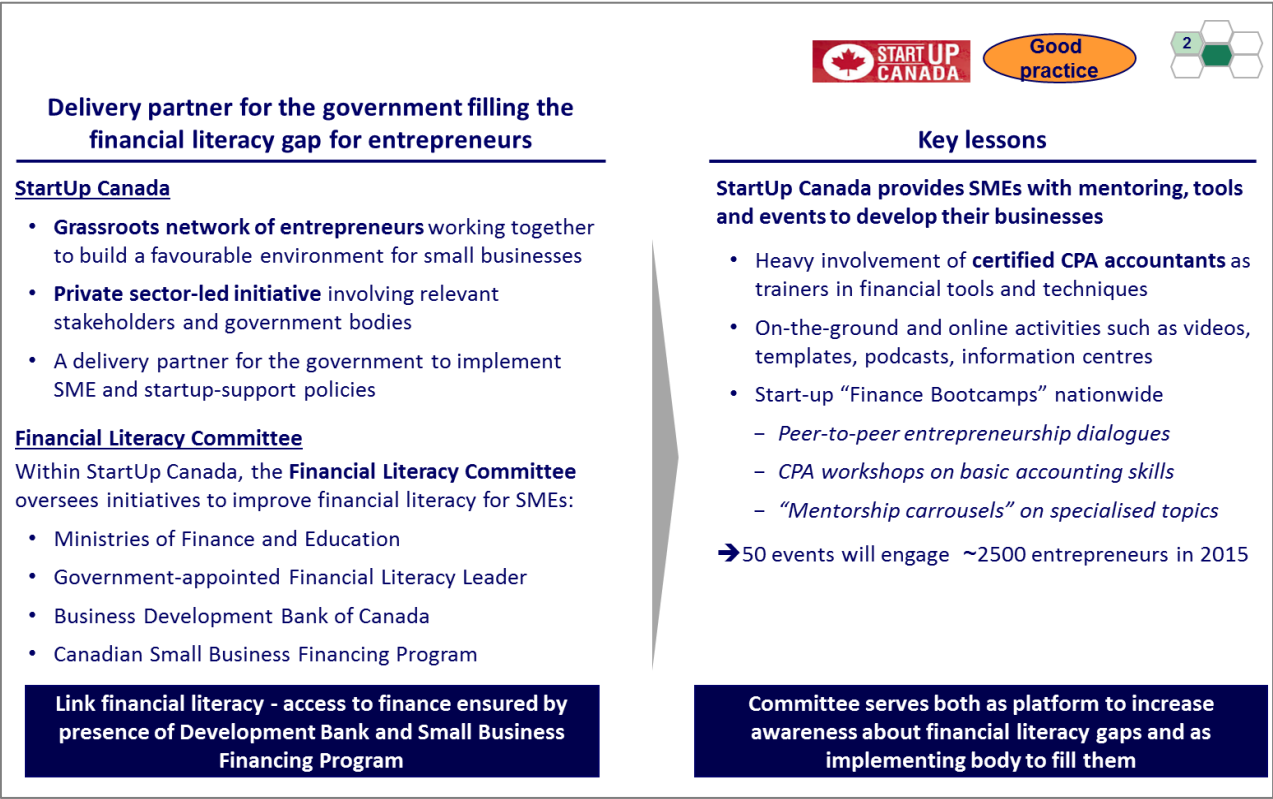 START UP
CANADA
Good
practice
2
Delivery partner for the government filling the
financial literacy gap for entrepreneurs
StartUp Canada
• Grassroots network of entrepreneurs working together
to build a favourable environment for small businesses
• Private sector-led initiative involving relevant
stakeholders and government bodies
• A delivery partner for the government to implement
SME and startup-support policies
Financial Literacy Committee
Within StartUp Canada, the Financial Literacy Committee
oversees initiatives to improve financial literacy for SMEs:
• Ministries of Finance and Education
• Government-appointed Financial Literacy Leader
• Business Development Bank of Canada
• Canadian Small Business Financing Program
Link financial literacy - access to finance ensured by
presence of Development Bank and Small Business
Financing Program
Key lessons
StartUp Canada provides SMEs with mentoring, tools
and events to develop their businesses
• Heavy involvement of certified CPA accountants as
trainers in financial tools and techniques
• On-the-ground and online activities such as videos,
templates, podcasts, information centres
• Start-up “Finance Bootcamps” nationwide
– Peer-to-peer entrepreneurship dialogues
– CPA workshops on basic accounting skills
– “Mentorship carrousels” on specialised topics
➔50 events will engage ~2500 entrepreneurs in 2015
Committee serves both as platform to increase
awareness about financial literacy gaps and as
implementing body to fill them